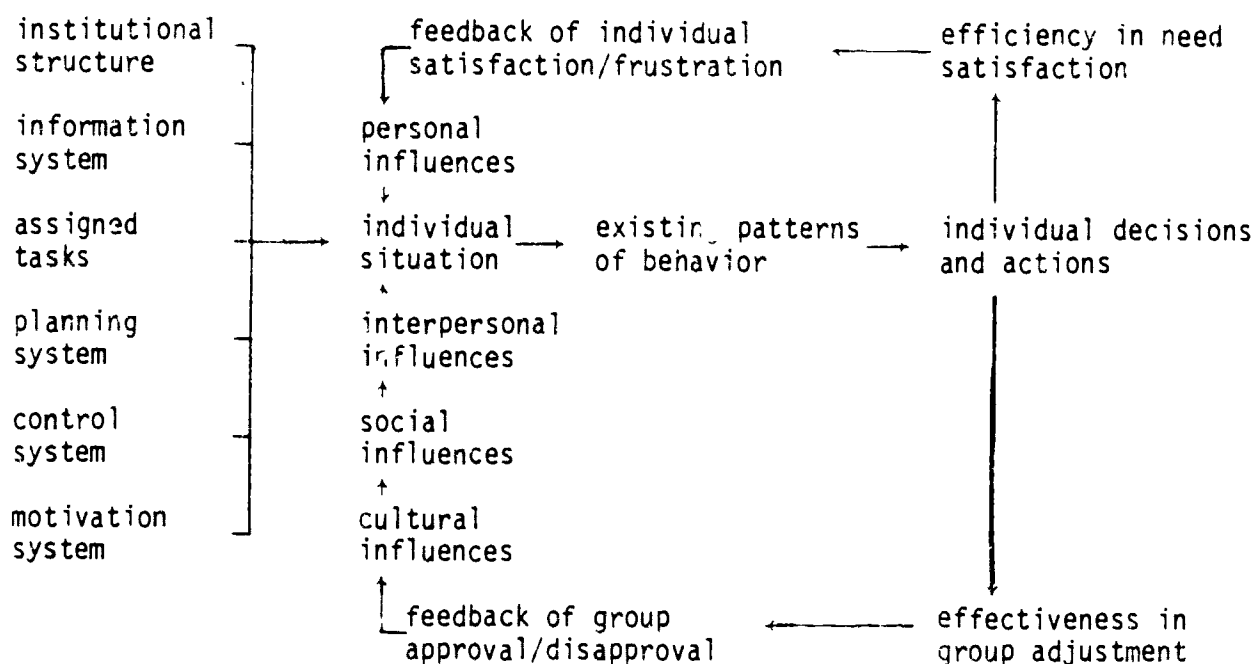 institutional
structure
feedback of individual
satisfaction/frustration
efficiency in need
satisfaction
information
system
personal
influences
assigned
tasks
individual
situation
existing patterns
of behavior
individual decisions
and actions
planning
system
interpersonal
influences
control
system
social
influences
motivation
system
cultural
influences
feedback of group
approval/disapproval
effectiveness in
group adjustment